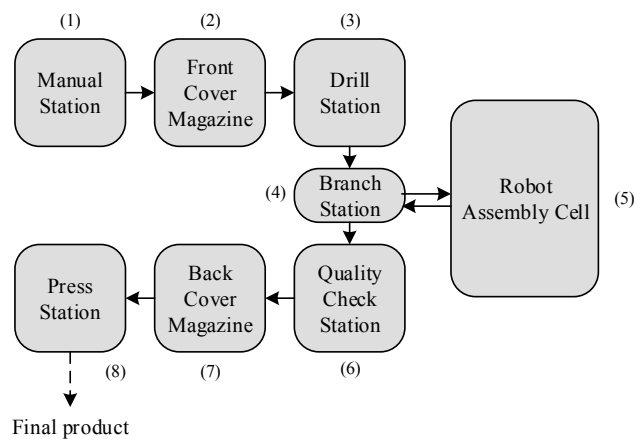 (1)
(2)
(3)
Manual
Station
Front
Cover
Magazine
Drill
Station
(4)
Branch
Station
Robot
Assembly Cell
(5)
Press
Station
Back
Cover
Magazine
Quality
Check
Station
(8)
(7)
(6)
Final product